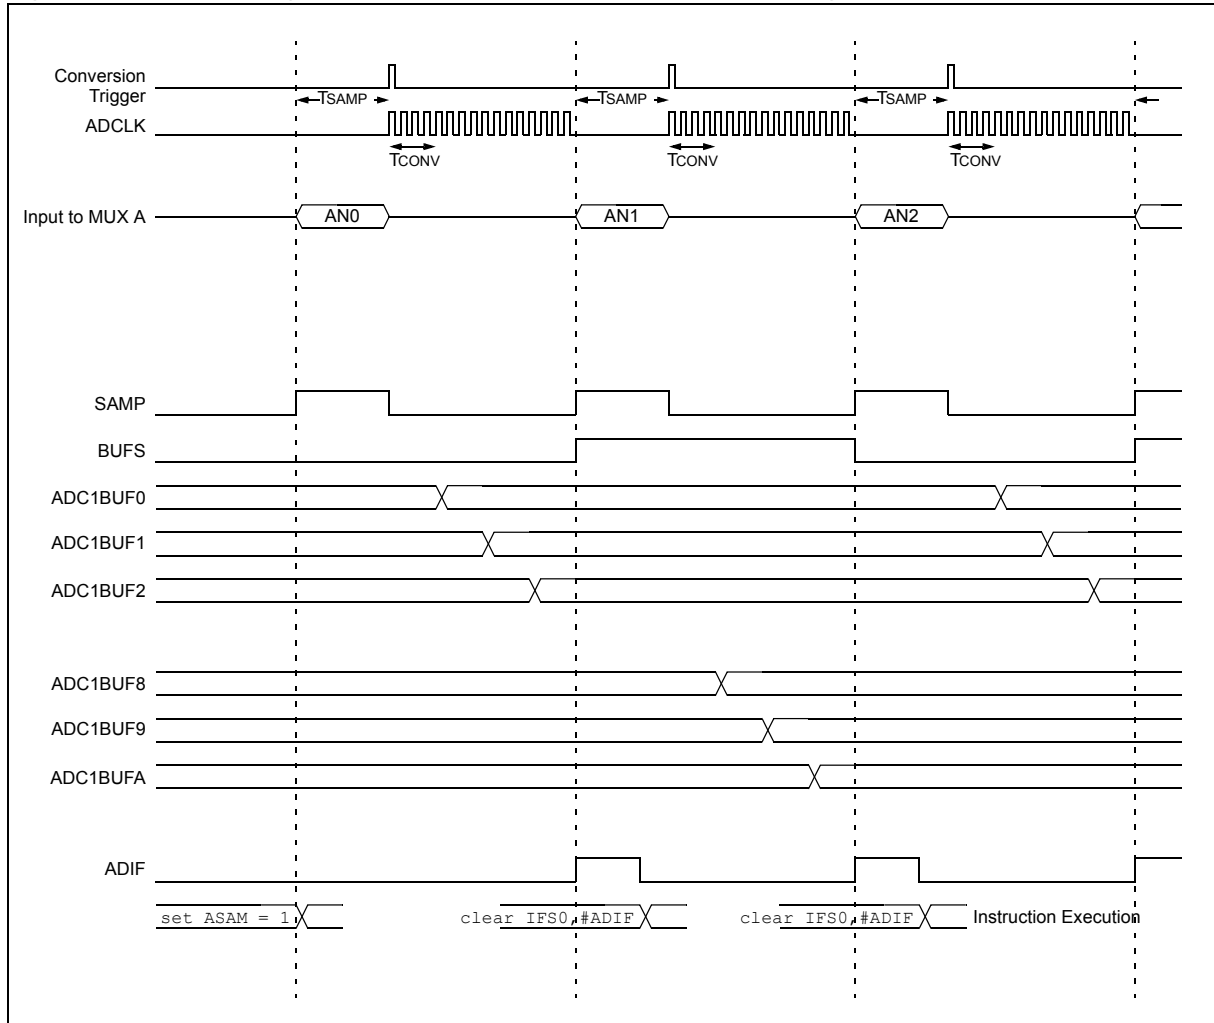 Conversion
Trigger
TSAMP TSAMP TSAMP
ADCLK
TCONV TCONV TCONV
Input to MUX A AN0 AN1 AN2
SAMP
BUFS
ADC1BUF0
ADC1BUF1
ADC1BUF2
ADC1BUF8
ADC1BUF9
ADC1BUFA
ADIF
set ASAM = 1 clear IFS0,#ADIF clear IFS0,#ADIF Instruction Execution